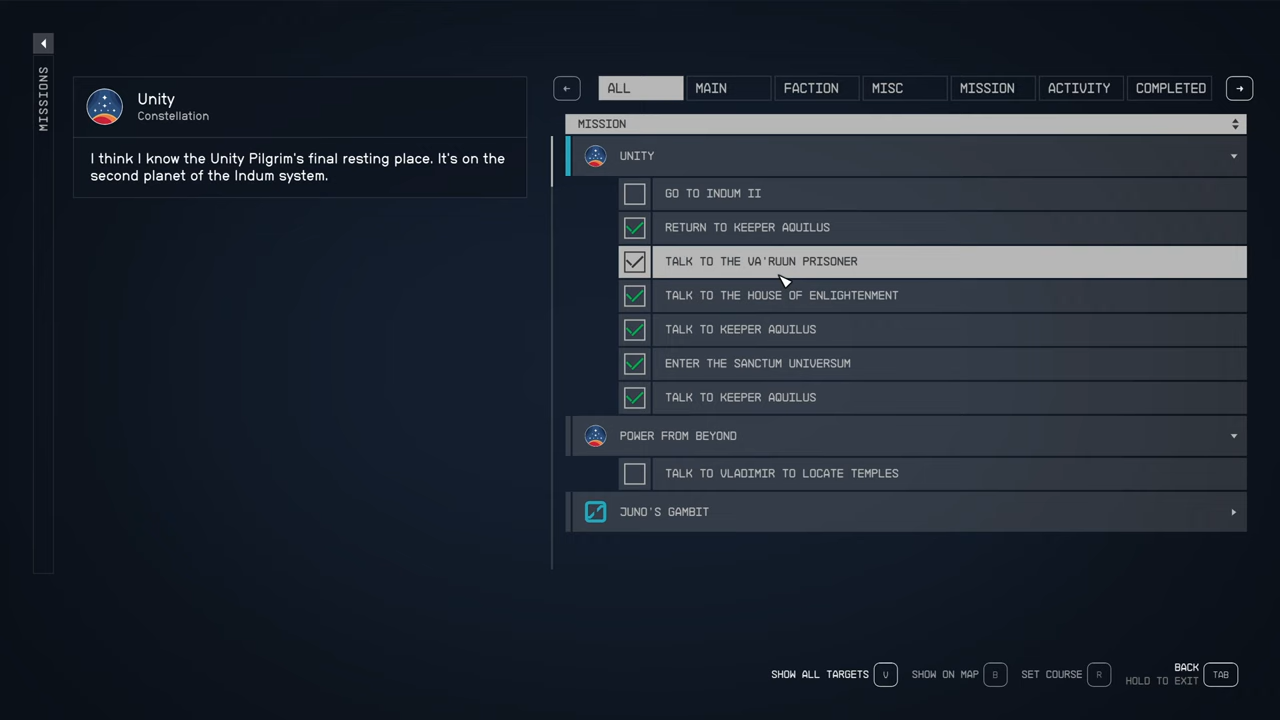 MISSIONS
Unity
Constellation
I think I know the Unity Pilgrim's final resting place. It's on the
second planet of the Indum system.
ALL
MAIN
FACTION
MISC
MISSION
ACTIVITY
COMPLETED
MISSION
UNITY
GO TO INDUM II
RETURN TO KEEPER AQUILUS
TALK TO THE VA'RUUN PRISONER
TALK TO THE HOUSE OF ENLIGHTENMENT
TALK TO KEEPER AQUILUS
ENTER THE SANCTUM UNIVERSUM
TALK TO KEEPER AQUILUS
POWER FROM BEYOND
TALK TO VLADIMIR TO LOCATE TEMPLES
JUNO'S GAMBIT
SHOW ALL TARGETS V
SHOW ON MAP B
SET COURSE R
BACK
HOLD TO EXIT
TAB